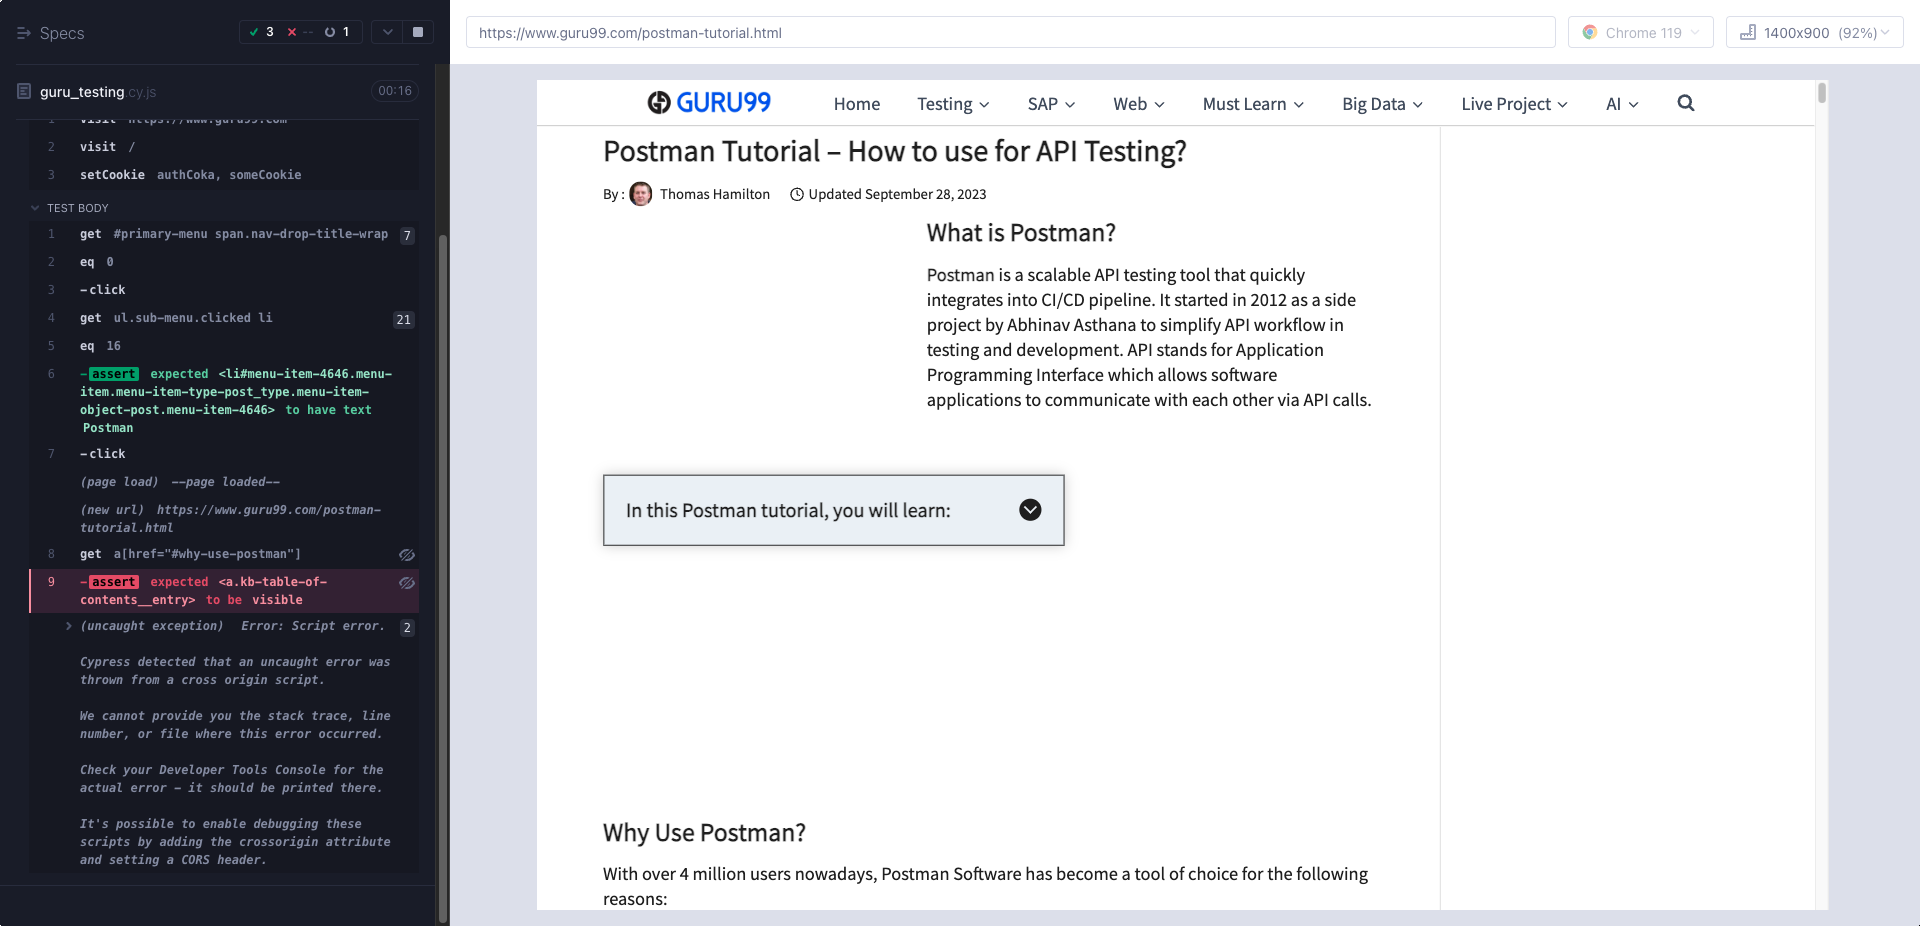 Specs
3
--
1
https://www.guru99.com/postman-tutorial.html
Chrome 119
1400x900 (92%)
guru_testing.cy.js
00:16
1 visit https://www.guru99.com
2 visit /
3 setCookie authCoka, someCookie
TEST BODY
1 get #primary-menu span.nav-drop-title-wrap 7
2 eq 0
3 -click
4 get ul.sub-menu.clicked li 21
5 eq 16
6 -assert expected <li#menu-item-4646.menu-
item.menu-item-type-post_type.menu-item-
object-post.menu-item-4646> to have text
Postman
7 -click
(page load) --page loaded--
(new url) https://www.guru99.com/postman-
tutorial.html
8 get a[href="#why-use-postman"]
9 -assert expected <a.kb-table-of-
contents__entry> to be visible
(uncaught exception) Error: Script error. 2
Cypress detected that an uncaught error was
thrown from a cross origin script.
We cannot provide you the stack trace, line
number, or file where this error occurred.
Check your Developer Tools Console for the
actual error - it should be printed there.
It's possible to enable debugging these
scripts by adding the crossorigin attribute
and setting a CORS header.
GURU99 Home Testing SAP Web Must Learn Big Data Live Project AI
Postman Tutorial – How to use for API Testing?
By : Thomas Hamilton Updated September 28, 2023
What is Postman?
Postman is a scalable API testing tool that quickly
integrates into CI/CD pipeline. It started in 2012 as a side
project by Abhinav Asthana to simplify API workflow in
testing and development. API stands for Application
Programming Interface which allows software
applications to communicate with each other via API calls.
In this Postman tutorial, you will learn:
Why Use Postman?
With over 4 million users nowadays, Postman Software has become a tool of choice for the following
reasons: